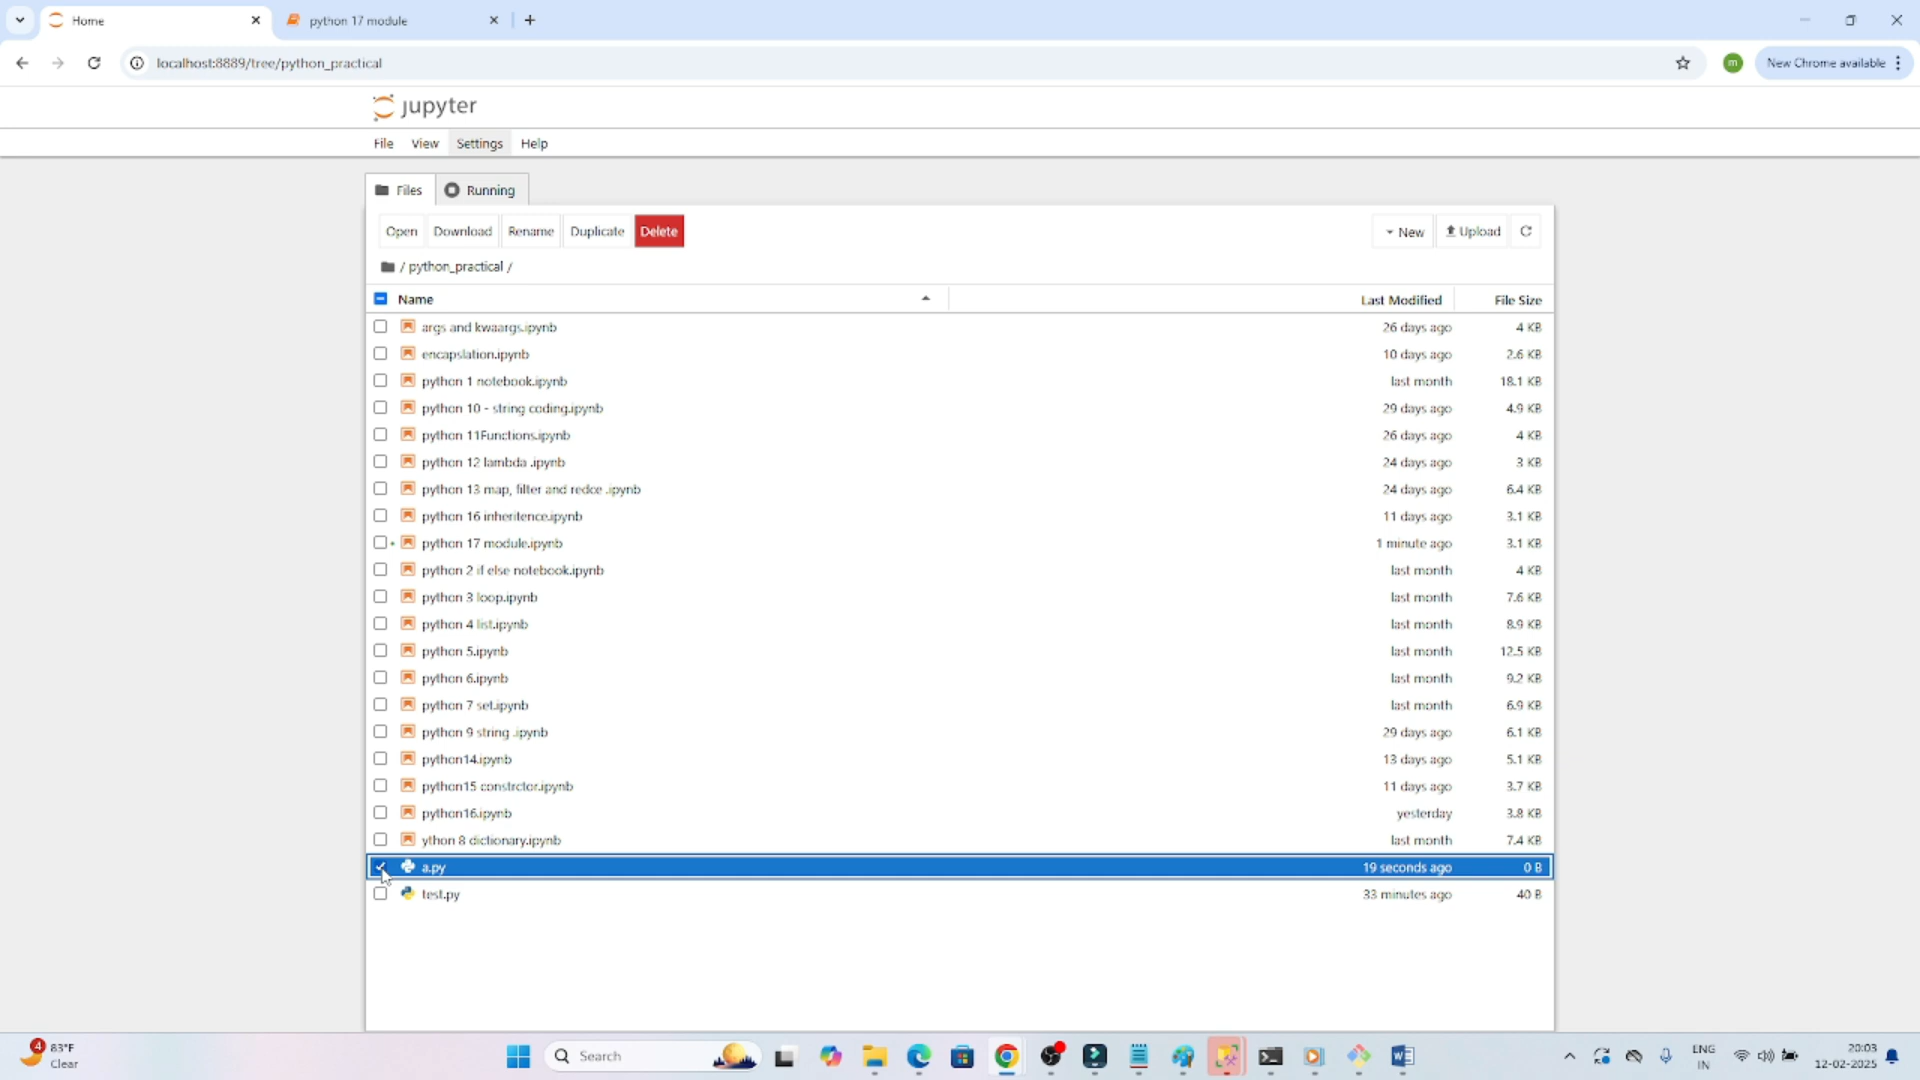 Home
python 17 module
localhost:8889/tree/python_practical
m
New Chrome available
jupyter
File View Settings Help
Files Running
Open Download Rename Duplicate Delete
New Upload
/ python_practical /
Name Last Modified File Size
args and kwaargs.ipynb 26 days ago 4 KB
encapslation.ipynb 10 days ago 2.6 KB
python 1 notebook.ipynb last month 18.1 KB
python 10 - string coding.ipynb 29 days ago 4.9 KB
python 11Functions.ipynb 26 days ago 4 KB
python 12 lambda .ipynb 24 days ago 3 KB
python 13 map, filter and redce .ipynb 24 days ago 6.4 KB
python 16 inheritence.ipynb 11 days ago 3.1 KB
python 17 module.ipynb 1 minute ago 3.1 KB
python 2 if else notebook.ipynb last month 4 KB
python 3 loop.ipynb last month 7.6 KB
python 4 list.ipynb last month 8.9 KB
python 5.ipynb last month 12.5 KB
python 6.ipynb last month 9.2 KB
python 7 set.ipynb last month 6.9 KB
python 9 string .ipynb 29 days ago 6.1 KB
python14.ipynb 13 days ago 5.1 KB
python15 constrctor.ipynb 11 days ago 3.7 KB
python16.ipynb yesterday 3.8 KB
ython 8 dictionary.ipynb last month 7.4 KB
a.py 19 seconds ago 0 B
test.py 33 minutes ago 40 B
4 83°F
Clear
Search
ENG
IN
20:03
12-02-2025